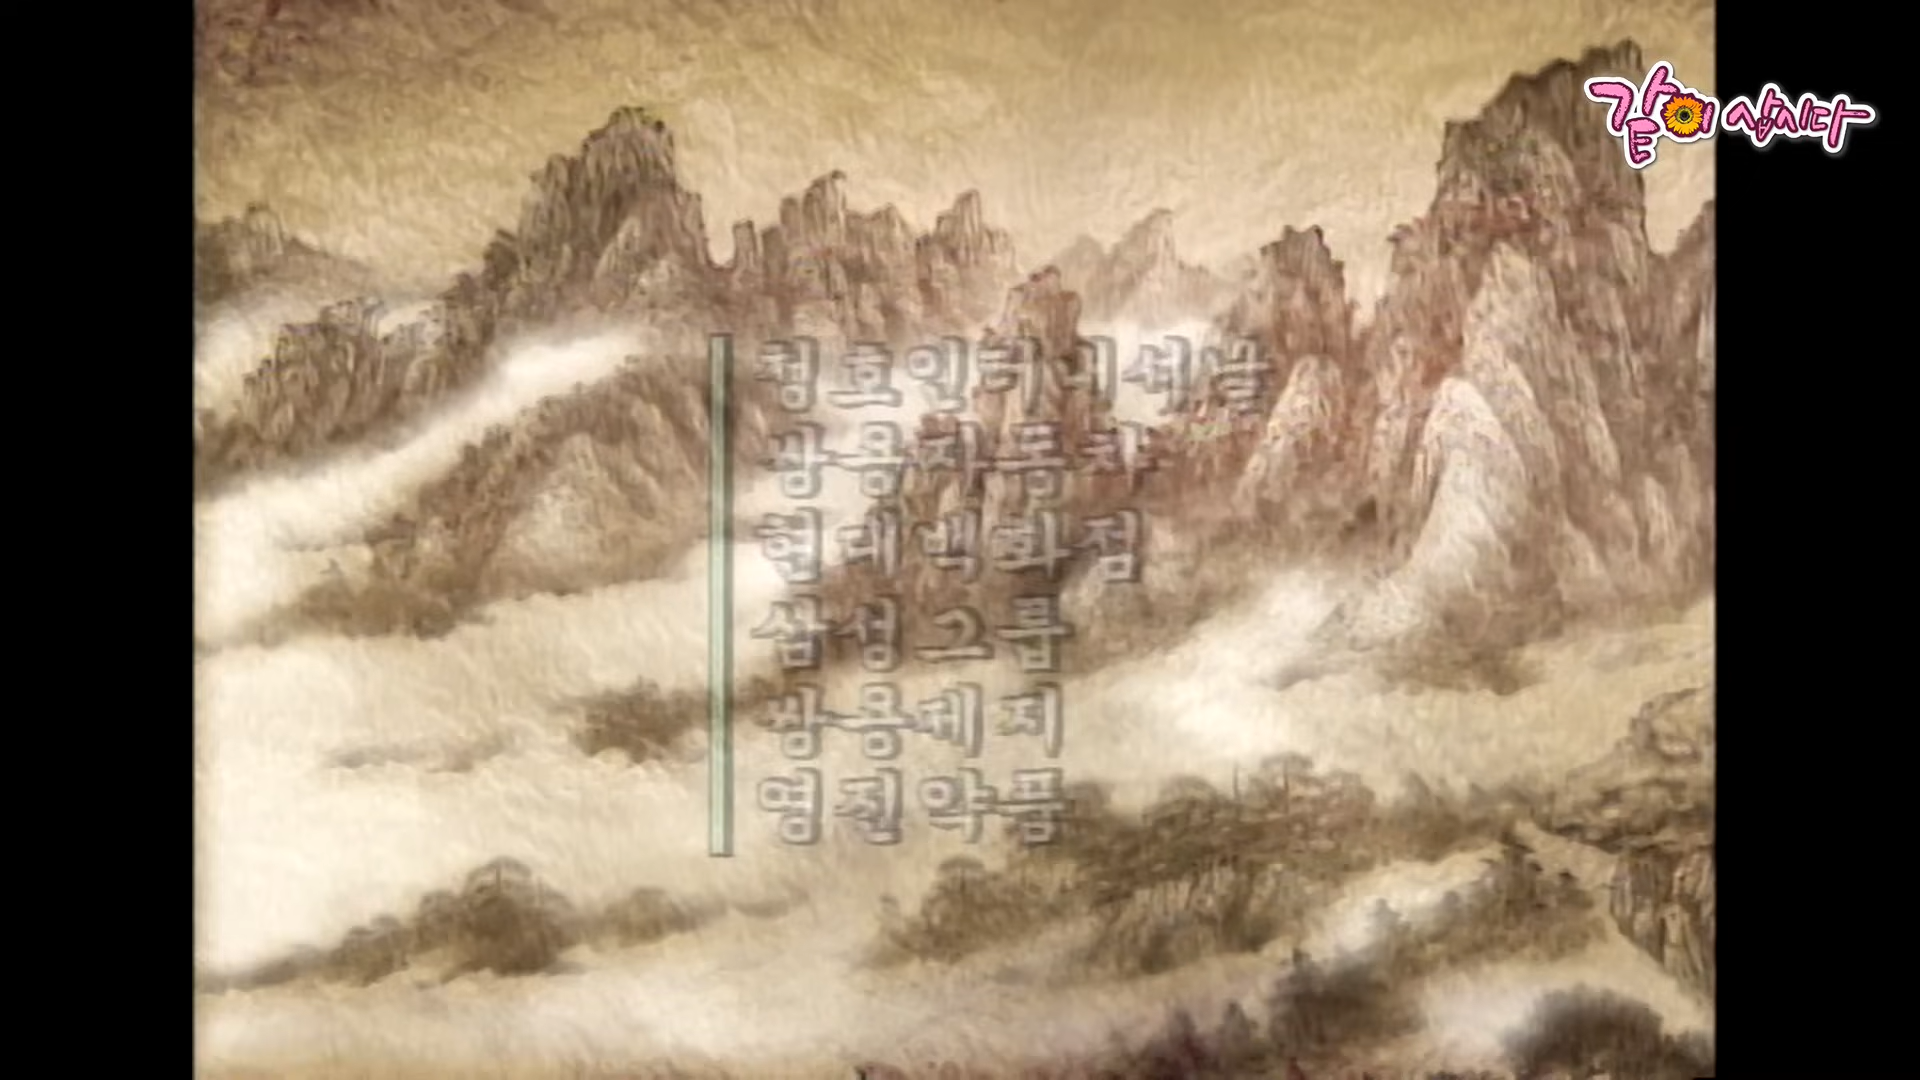 같이 삽시다
청호인터내셔날
쌍용자동차
현대백화점
삼성그룹
쌍용제지
영진약품